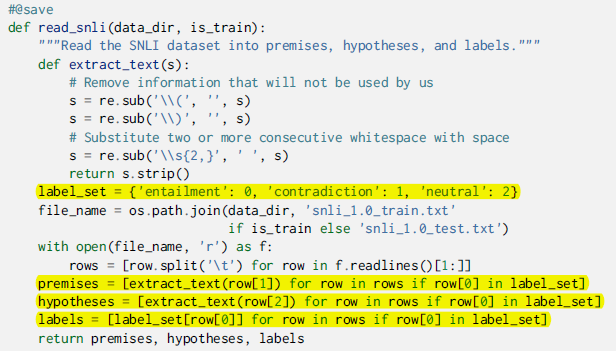 #@save
def read_snli(data_dir, is_train):
    """Read the SNLI dataset into premises, hypotheses, and labels."""
    def extract_text(s):
        # Remove information that will not be used by us
        s = re.sub('\\(', '', s)
        s = re.sub('\\)', '', s)
        # Substitute two or more consecutive whitespace with space
        s = re.sub('\\s{2,}', ' ', s)
        return s.strip()
    label_set = {'entailment': 0, 'contradiction': 1, 'neutral': 2}
    file_name = os.path.join(data_dir, 'snli_1.0_train.txt'
                             if is_train else 'snli_1.0_test.txt')
    with open(file_name, 'r') as f:
        rows = [row.split('\t') for row in f.readlines()[1:]]
    premises = [extract_text(row[1]) for row in rows if row[0] in label_set]
    hypotheses = [extract_text(row[2]) for row in rows if row[0] in label_set]
    labels = [label_set[row[0]] for row in rows if row[0] in label_set]
    return premises, hypotheses, labels